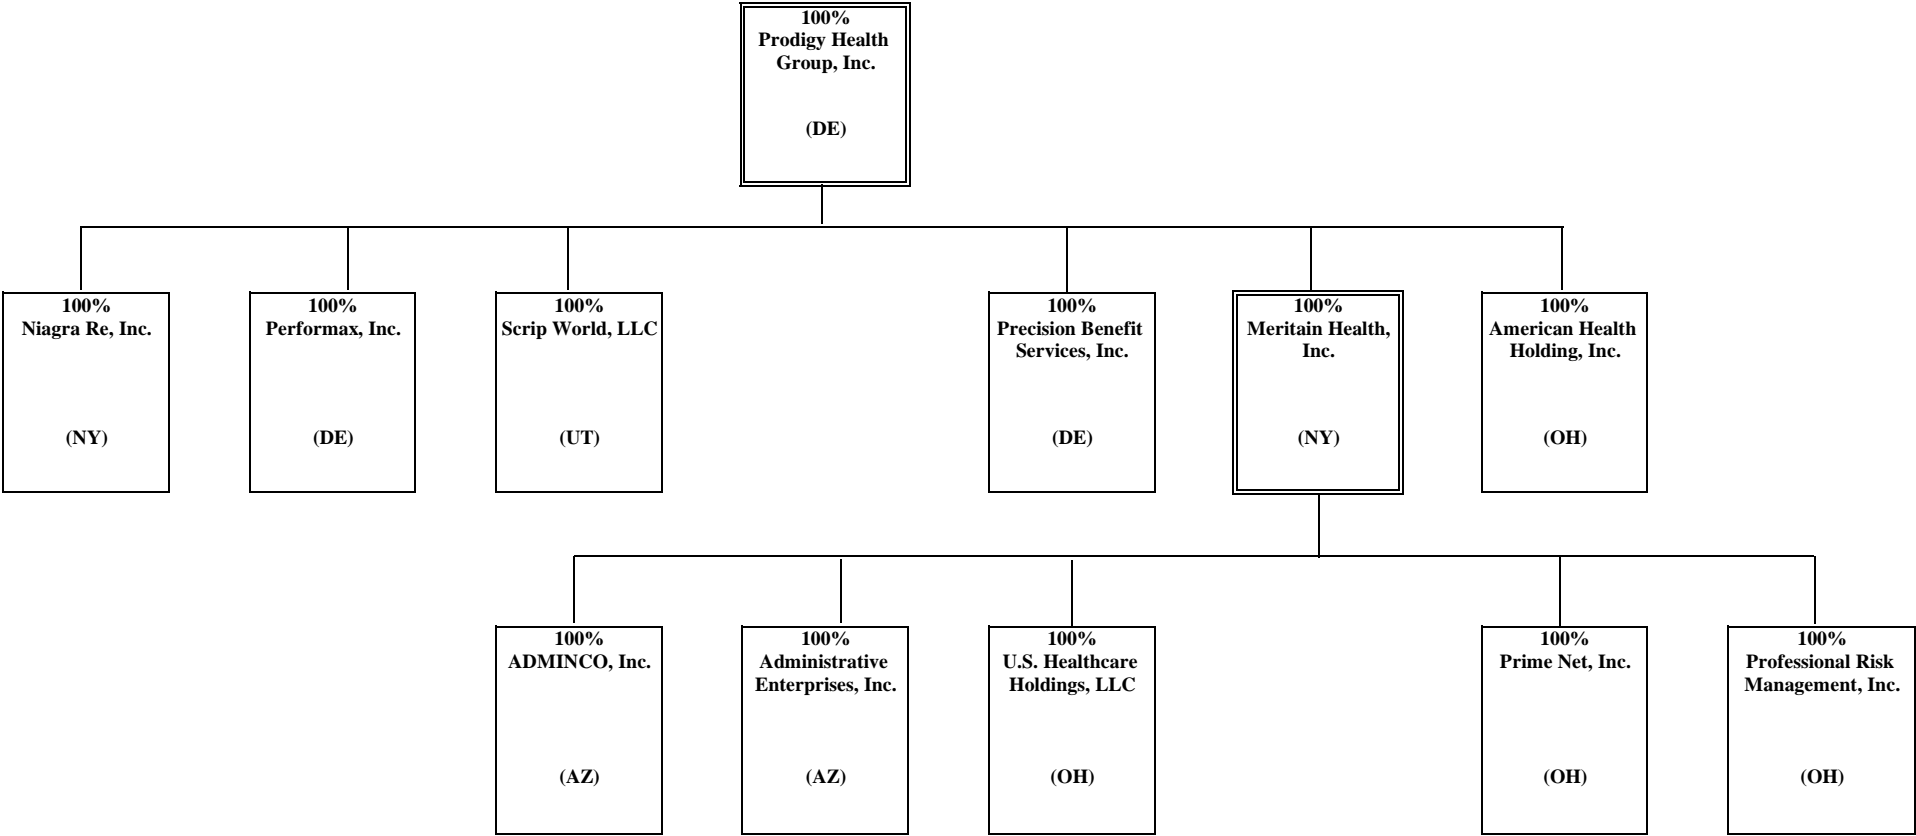 100%
Prodigy Health
Group, Inc.
(DE)
100%
Niagra Re, Inc.
(NY)
100%
Performax, Inc.
(DE)
100%
Scrip World, LLC
(UT)
100%
Precision Benefit
Services, Inc.
(DE)
100%
Meritain Health,
Inc.
(NY)
100%
American Health
Holding, Inc.
(OH)
100%
ADMINCO, Inc.
(AZ)
100%
Administrative
Enterprises, Inc.
(AZ)
100%
U.S. Healthcare
Holdings, LLC
(OH)
100%
Prime Net, Inc.
(OH)
100%
Professional Risk
Management, Inc.
(OH)